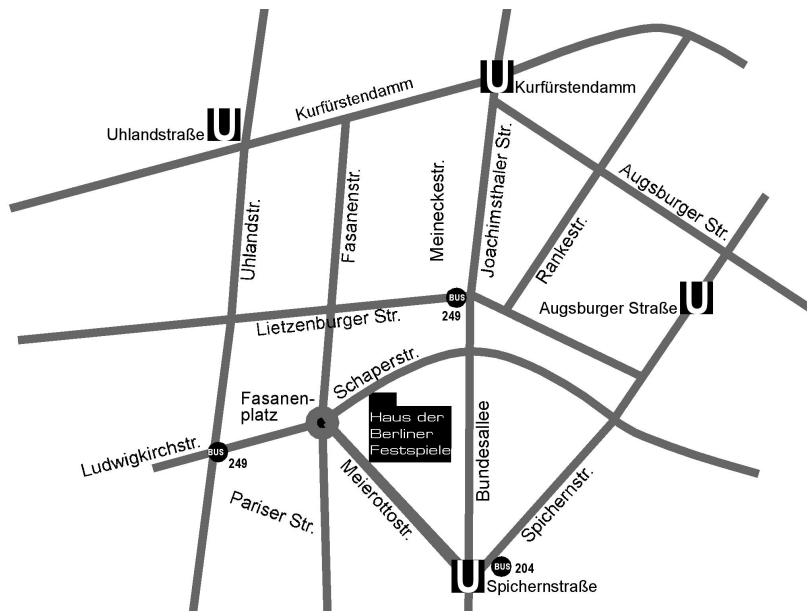 U
Kurfürstendamm
Kurfürstendamm
Uhlandstraße
U
Uhlandstr.
Fasanenstr.
Meineckestr.
Joachimsthaler Str.
Augsburger Str.
Rankestr.
Augsburger Straße
U
BUS
249
Lietzenburger Str.
Schaperstr.
Fasanen-
platz
Haus der
Berliner
Festspiele
Ludwigkirchstr.
BUS
249
Pariser Str.
Meierottostr.
Bundesallee
Spichernstr.
BUS
204
U
Spichernstraße